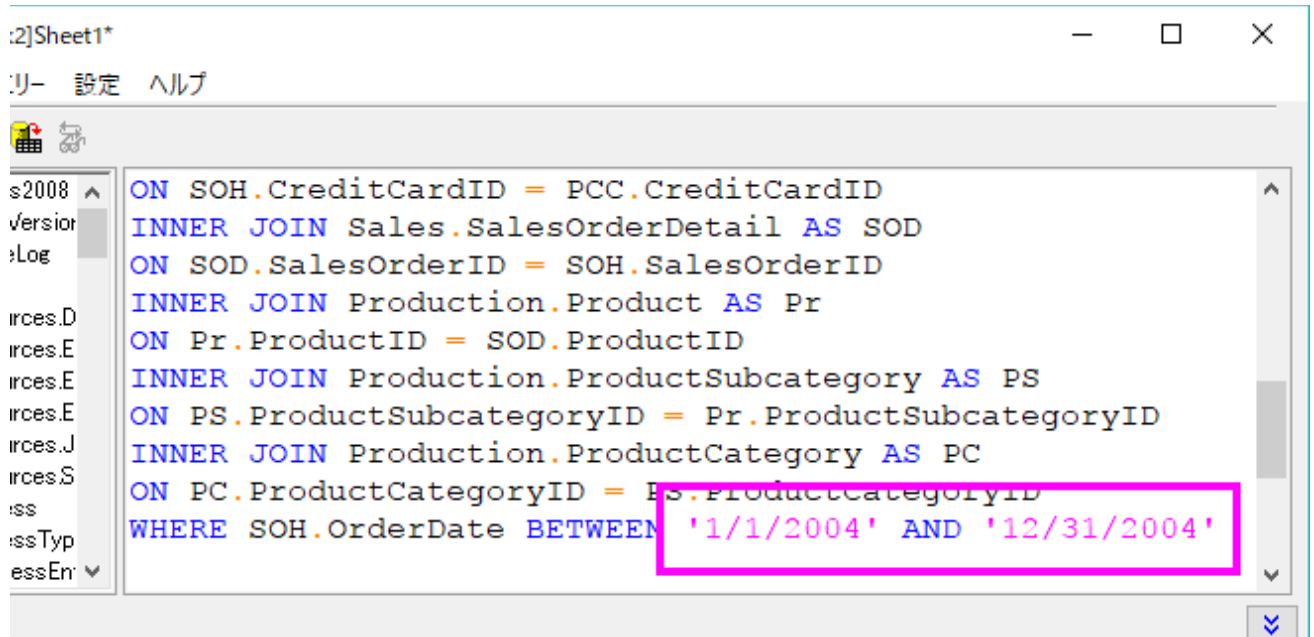 :2]Sheet1*
エリー 設定 ヘルプ
s2008
Version
eLog
rces.D
rces.E
rces.E
rces.E
rces.J
rces.S
ess
essTyp
essEn
ON SOH.CreditCardID = PCC.CreditCardID
INNER JOIN Sales.SalesOrderDetail AS SOD
ON SOD.SalesOrderID = SOH.SalesOrderID
INNER JOIN Production.Product AS Pr
ON Pr.ProductID = SOD.ProductID
INNER JOIN Production.ProductSubcategory AS PS
ON PS.ProductSubcategoryID = Pr.ProductSubcategoryID
INNER JOIN Production.ProductCategory AS PC
ON PC.ProductCategoryID = PS.ProductCategoryID
WHERE SOH.OrderDate BETWEEN '1/1/2004' AND '12/31/2004'